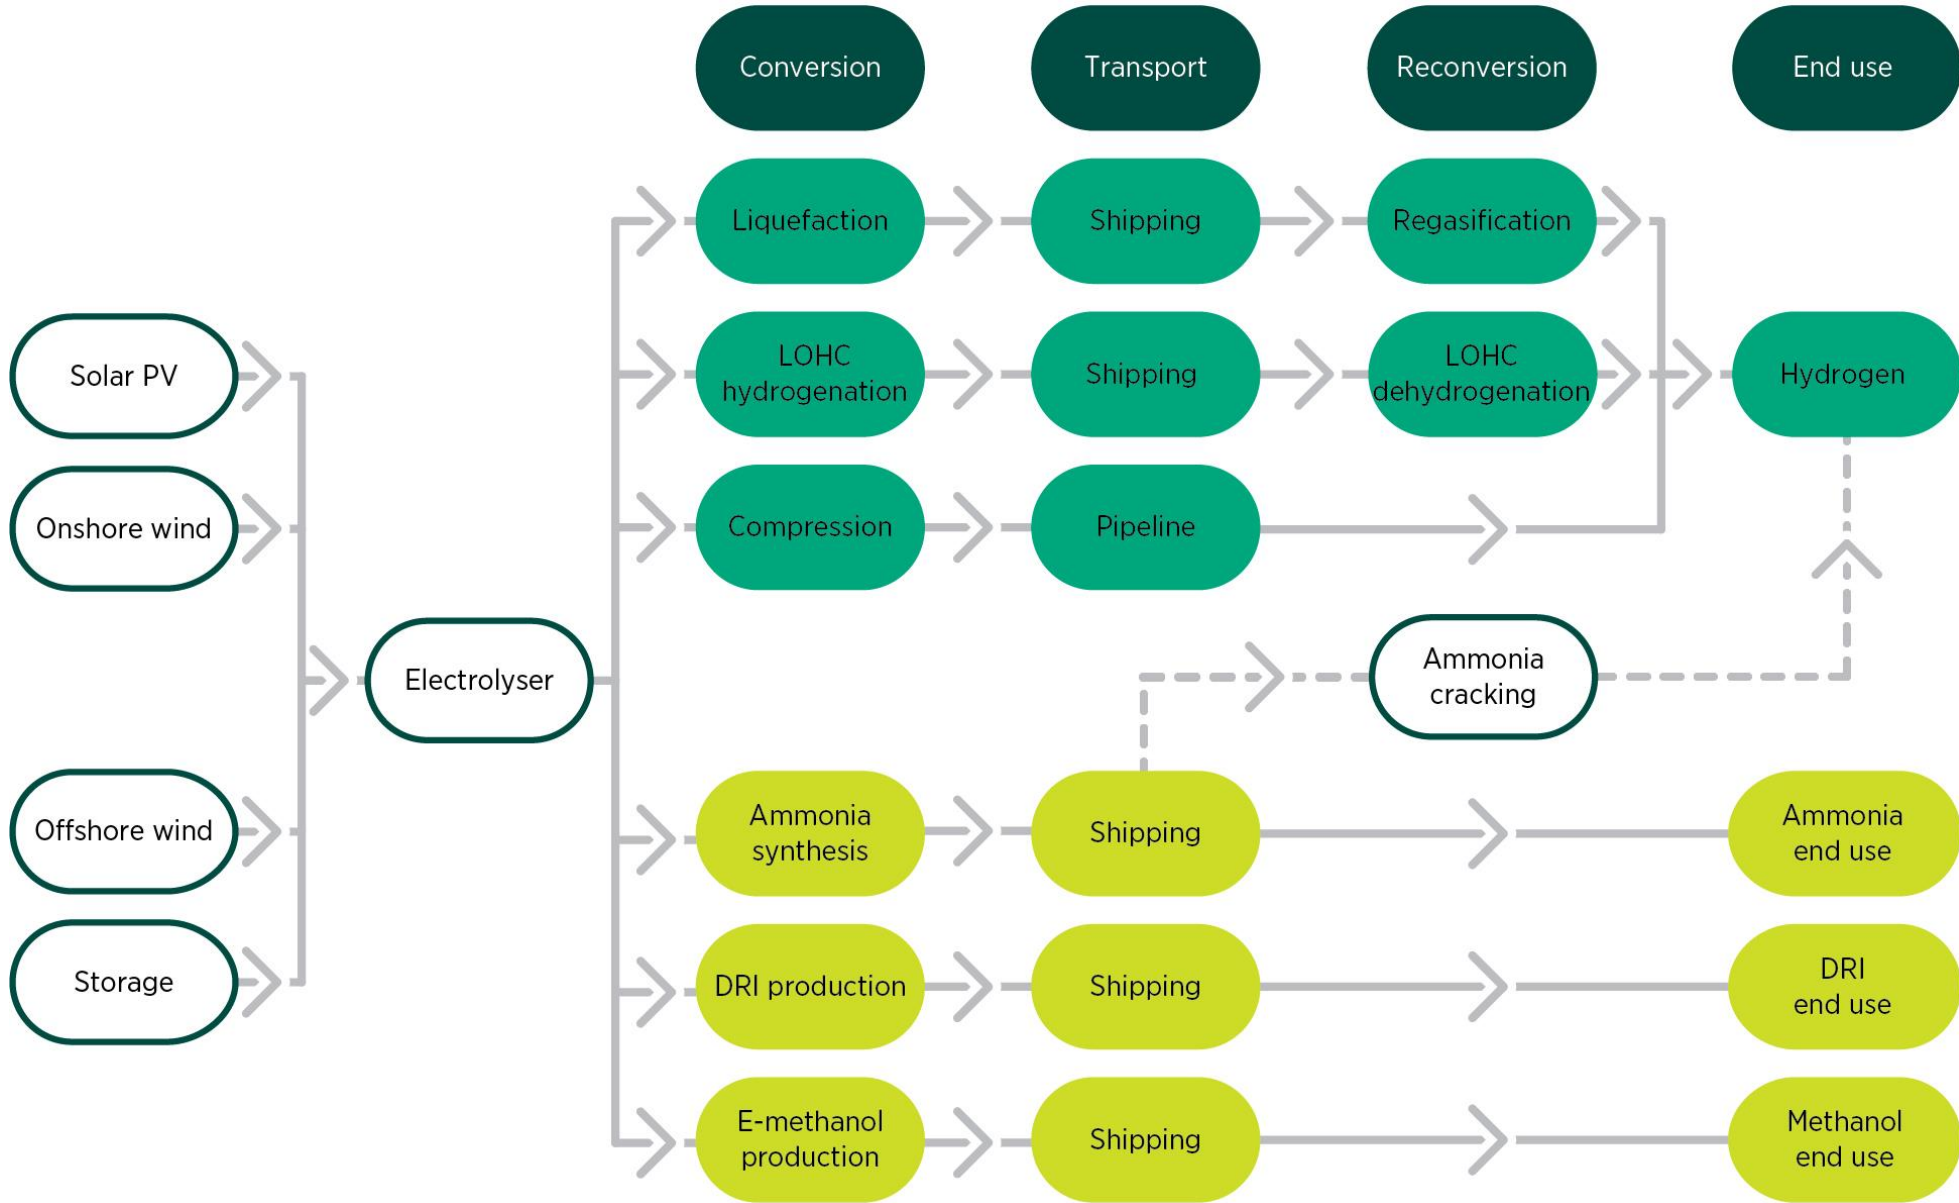 Conversion
Transport
Reconversion
End use
Liquefaction
Shipping
Regasification
Solar PV
LOHC
hydrogenation
Shipping
LOHC
dehydrogenation
Hydrogen
Onshore wind
Compression
Pipeline
Electrolyser
Ammonia
cracking
Offshore wind
Ammonia
synthesis
Shipping
Ammonia
end use
Storage
DRI production
Shipping
DRI
end use
E-methanol
production
Shipping
Methanol
end use